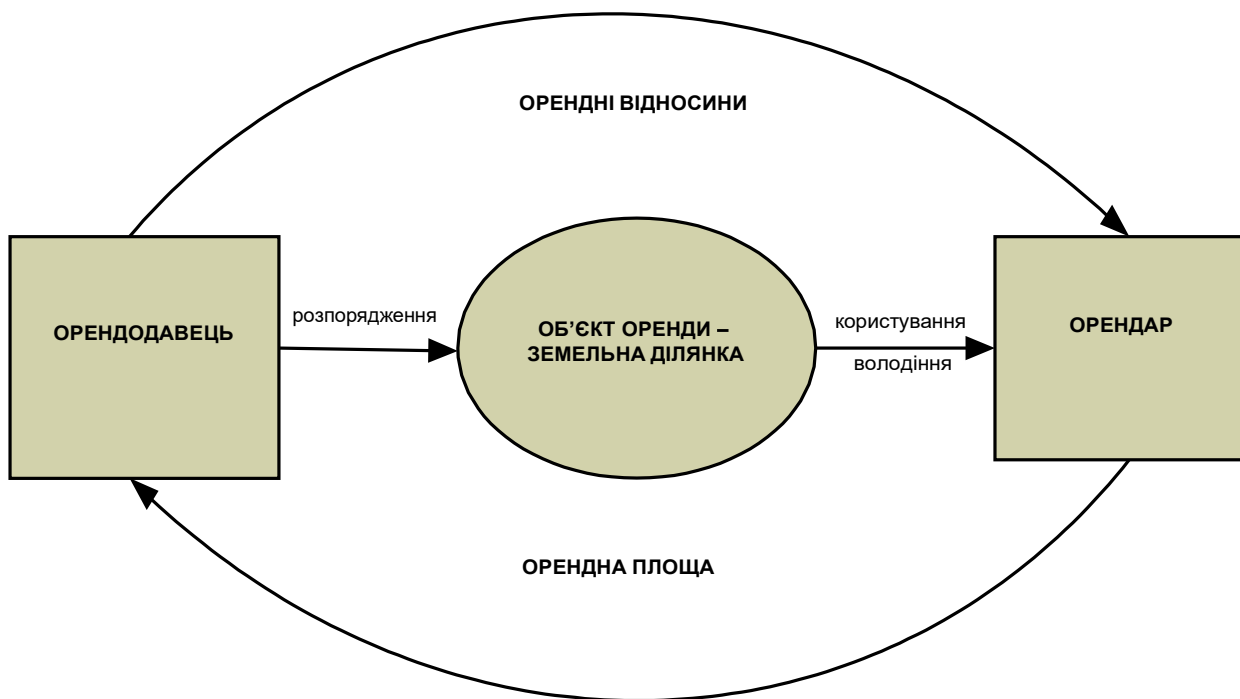 ОРЕНДНІ ВІДНОСИНИ
ОРЕНДОДАВЕЦЬ
розпорядження
ОБ’ЄКТ ОРЕНДИ –
ЗЕМЕЛЬНА ДІЛЯНКА
користування
володіння
ОРЕНДАР
ОРЕНДНА ПЛОЩА